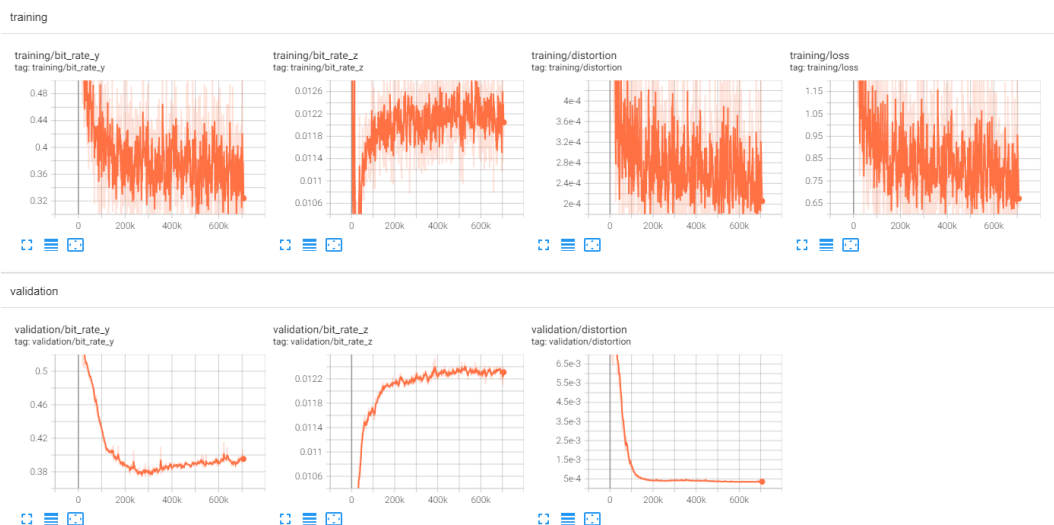 training
training/bit_rate_y
tag: training/bit_rate_y
0.48
0.44
0.4
0.36
0.32
0 200k 400k 600k
training/bit_rate_z
tag: training/bit_rate_z
0.0126
0.0122
0.0118
0.0114
0.011
0.0106
0 200k 400k 600k
training/distortion
tag: training/distortion
4e-4
3.6e-4
3.2e-4
2.8e-4
2.4e-4
2e-4
0 200k 400k 600k
training/loss
tag: training/loss
1.15
1.05
0.95
0.85
0.75
0.65
0 200k 400k 600k
validation
validation/bit_rate_y
tag: validation/bit_rate_y
0.5
0.46
0.42
0.38
0 200k 400k 600k
validation/bit_rate_z
tag: validation/bit_rate_z
0.0122
0.0118
0.0114
0.011
0.0106
0 200k 400k 600k
validation/distortion
tag: validation/distortion
6.5e-3
5.5e-3
4.5e-3
3.5e-3
2.5e-3
1.5e-3
5e-4
0 200k 400k 600k